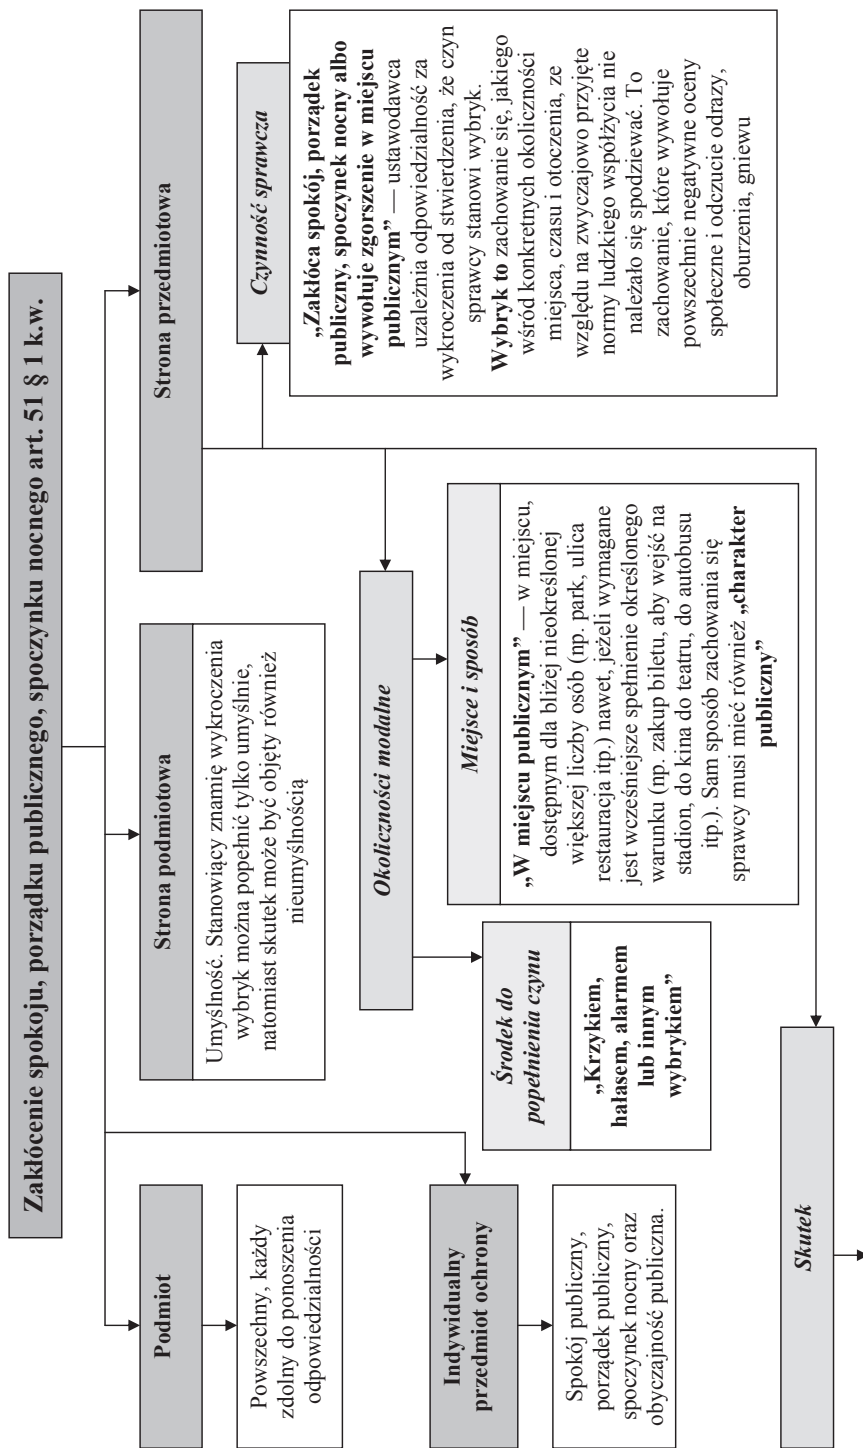 Zakłócenie spokoju, porządku publicznego, spoczynku nocnego art. 51 § 1 k.w.
Podmiot
Powszechny, każdy
zdolny do ponoszenia
odpowiedzialności
Indywidualny
przedmiot ochrony
Spokój publiczny,
porządek publiczny,
spoczynek nocny oraz
obyczajność publiczna.
Strona podmiotowa
Umyślność. Stanowiący znamię wykroczenia
wybryk można popełnić tylko umyślnie,
natomiast skutek może być objęty również
nieumyślnością
Strona przedmiotowa
Czynność sprawcza
„Zakłóca spokój, porządek
publiczny, spoczynek nocny albo
wywołuje zgorszenie w miejscu
publicznym” — ustawodawca
uzależnia odpowiedzialność za
wykroczenia od stwierdzenia, że czyn
sprawcy stanowi wybryk.
Wybryk to zachowanie się, jakiego
wśród konkretnych okoliczności
miejsca, czasu i otoczenia, ze
względu na zwyczajowo przyjęte
normy ludzkiego współżycia nie
należało się spodziewać. To
zachowanie, które wywołuje
powszechnie negatywne oceny
społeczne i odczucie odrazy,
oburzenia, gniewu
Okoliczności modalne
Środek do
popełnienia czynu
„Krzykiem,
hałasem, alarmem
lub innym
wybrykiem”
Miejsce i sposób
„W miejscu publicznym” — w miejscu,
dostępnym dla bliżej nieokreślonej
większej liczby osób (np. park, ulica
restauracja itp.) nawet, jeżeli wymagane
jest wcześniejsze spełnienie określonego
warunku (np. zakup biletu, aby wejść na
stadion, do kina do teatru, do autobusu
itp.). Sam sposób zachowania się
sprawcy musi mieć również „charakter
publiczny”
Skutek